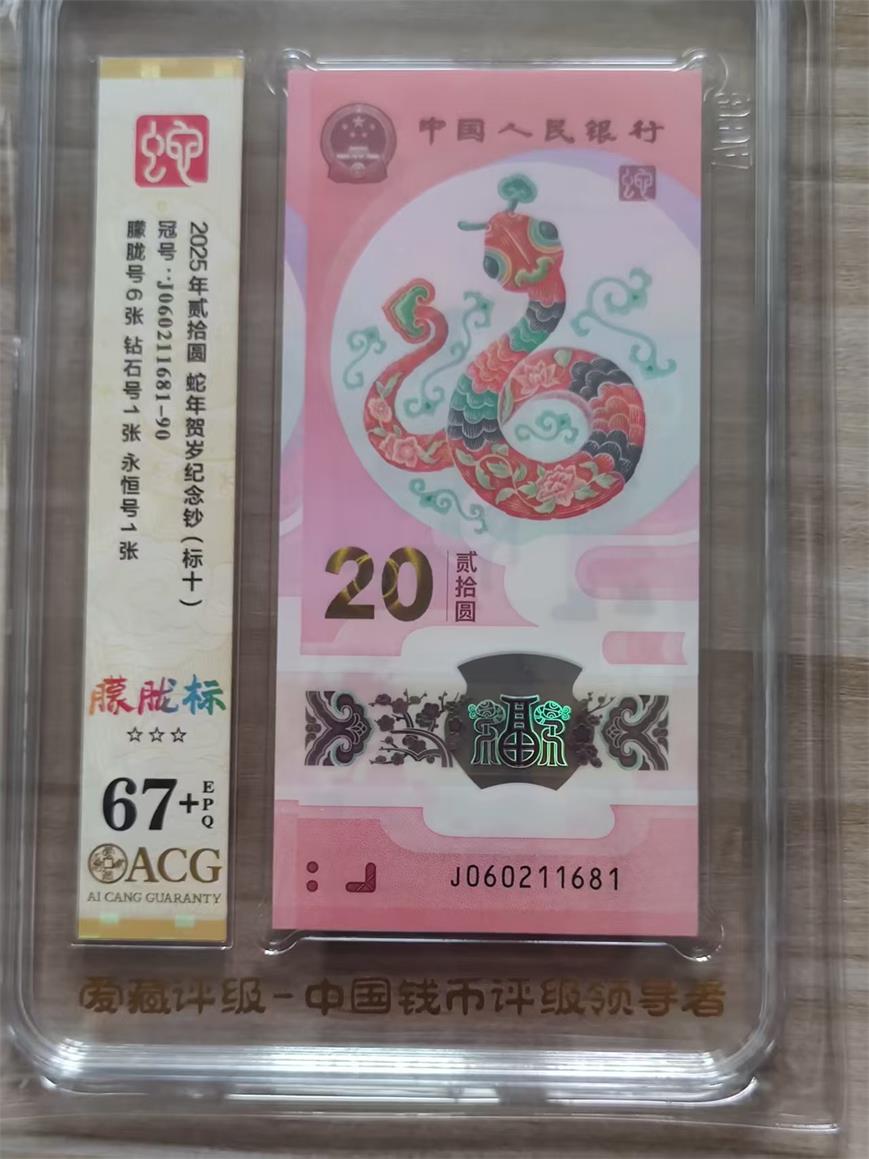 蛇
2025年贰拾圆 蛇年贺岁纪念钞(标十)
冠号:J060211681-90
朦胧号6张 钻石号1张 永恒号1张
朦胧标
☆☆☆
67+EPQ
ACG
AI CANG GUARANTY
中国人民银行
蛇
20
贰拾圆
福
J060211681
爱藏评级-中国钱币评级领导者